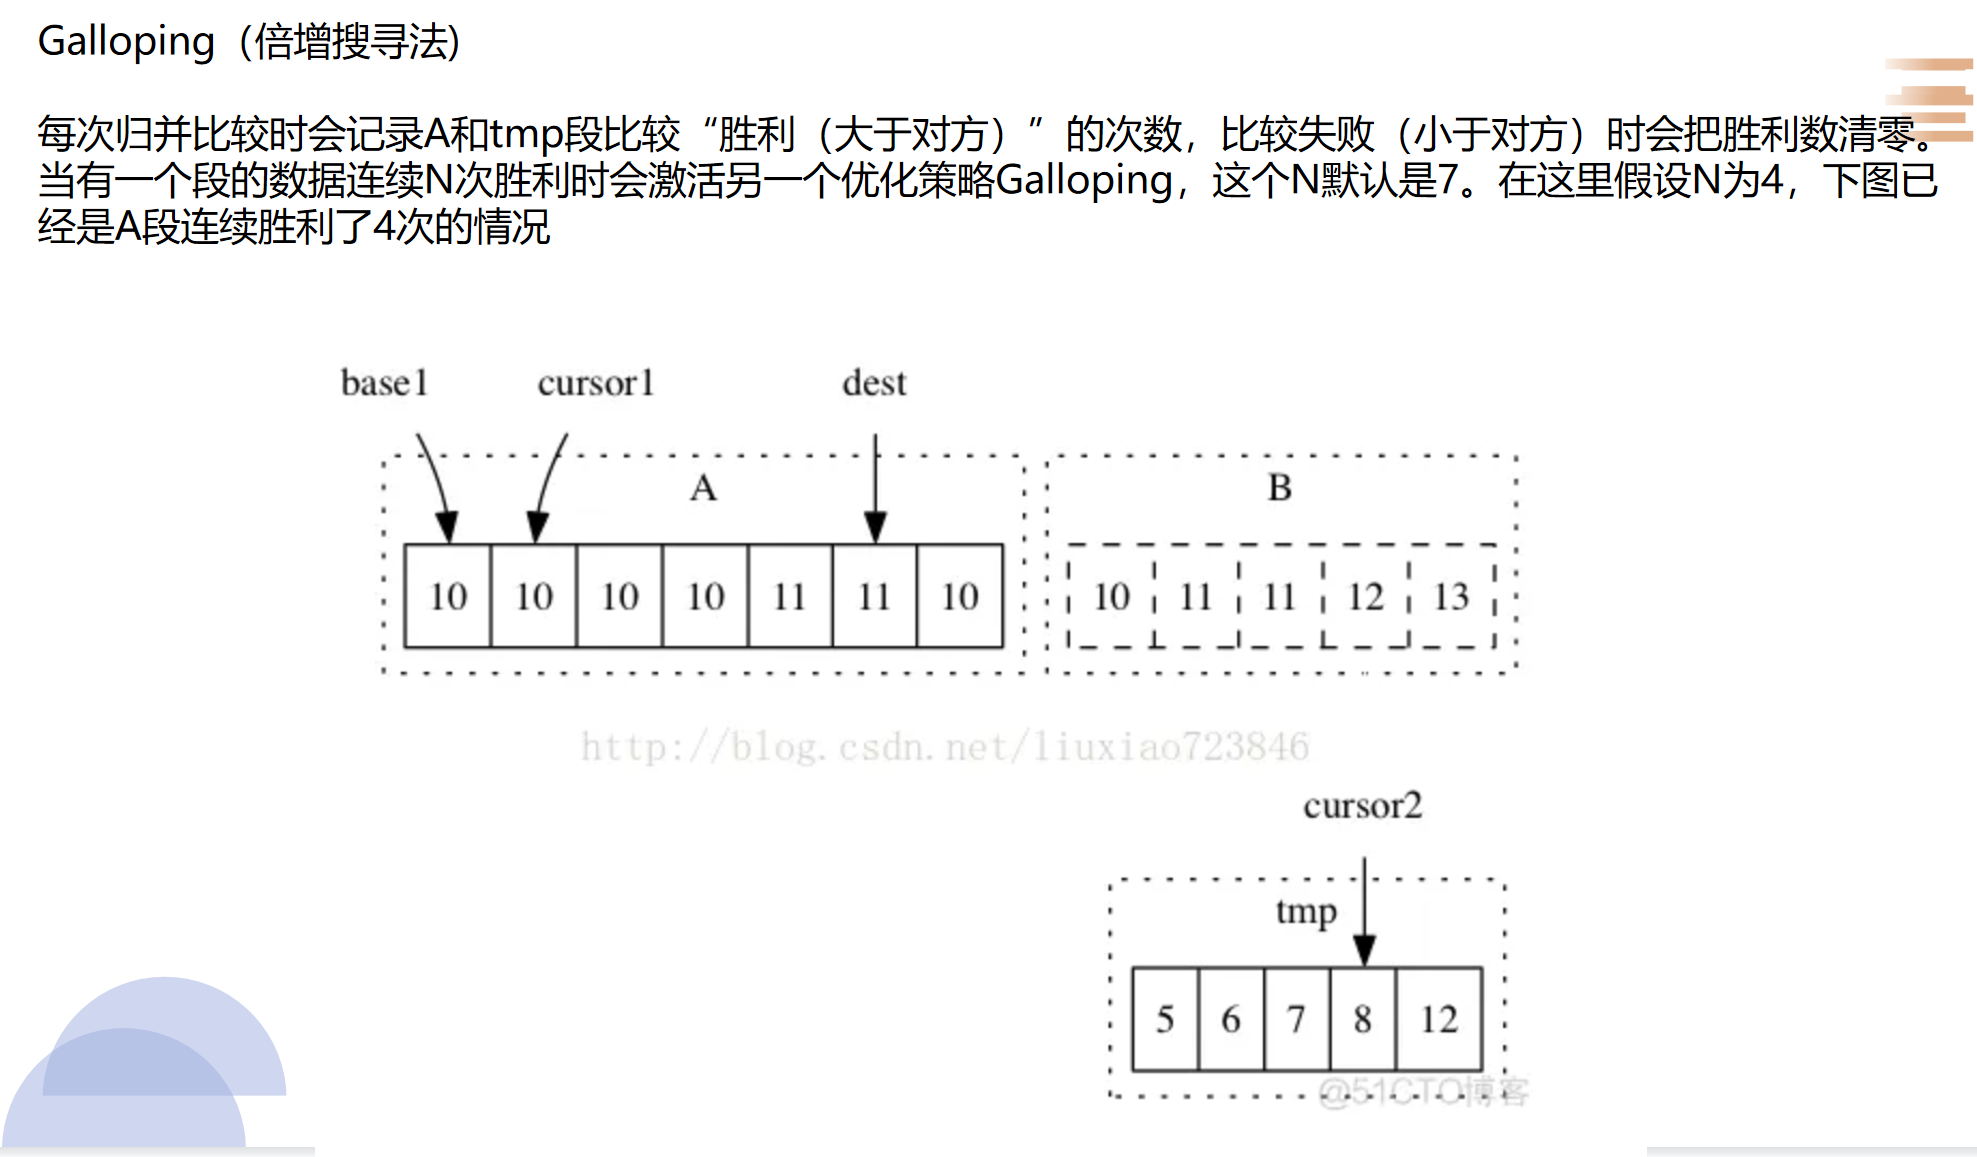 Galloping（倍增搜寻法)
每次归并比较时会记录A和tmp段比较“胜利（大于对方）”的次数，比较失败（小于对方）时会把胜利数清零。
当有一个段的数据连续N次胜利时会激活另一个优化策略Galloping，这个N默认是7。在这里假设N为4，下图已
经是A段连续胜利了4次的情况
base1 cursor1 dest
A B
10 10 10 10 11 11 10 10 11 11 12 13
http://blog.csdn.net/liuxiao723846
cursor2
tmp
5 6 7 8 12
@51CTO博客